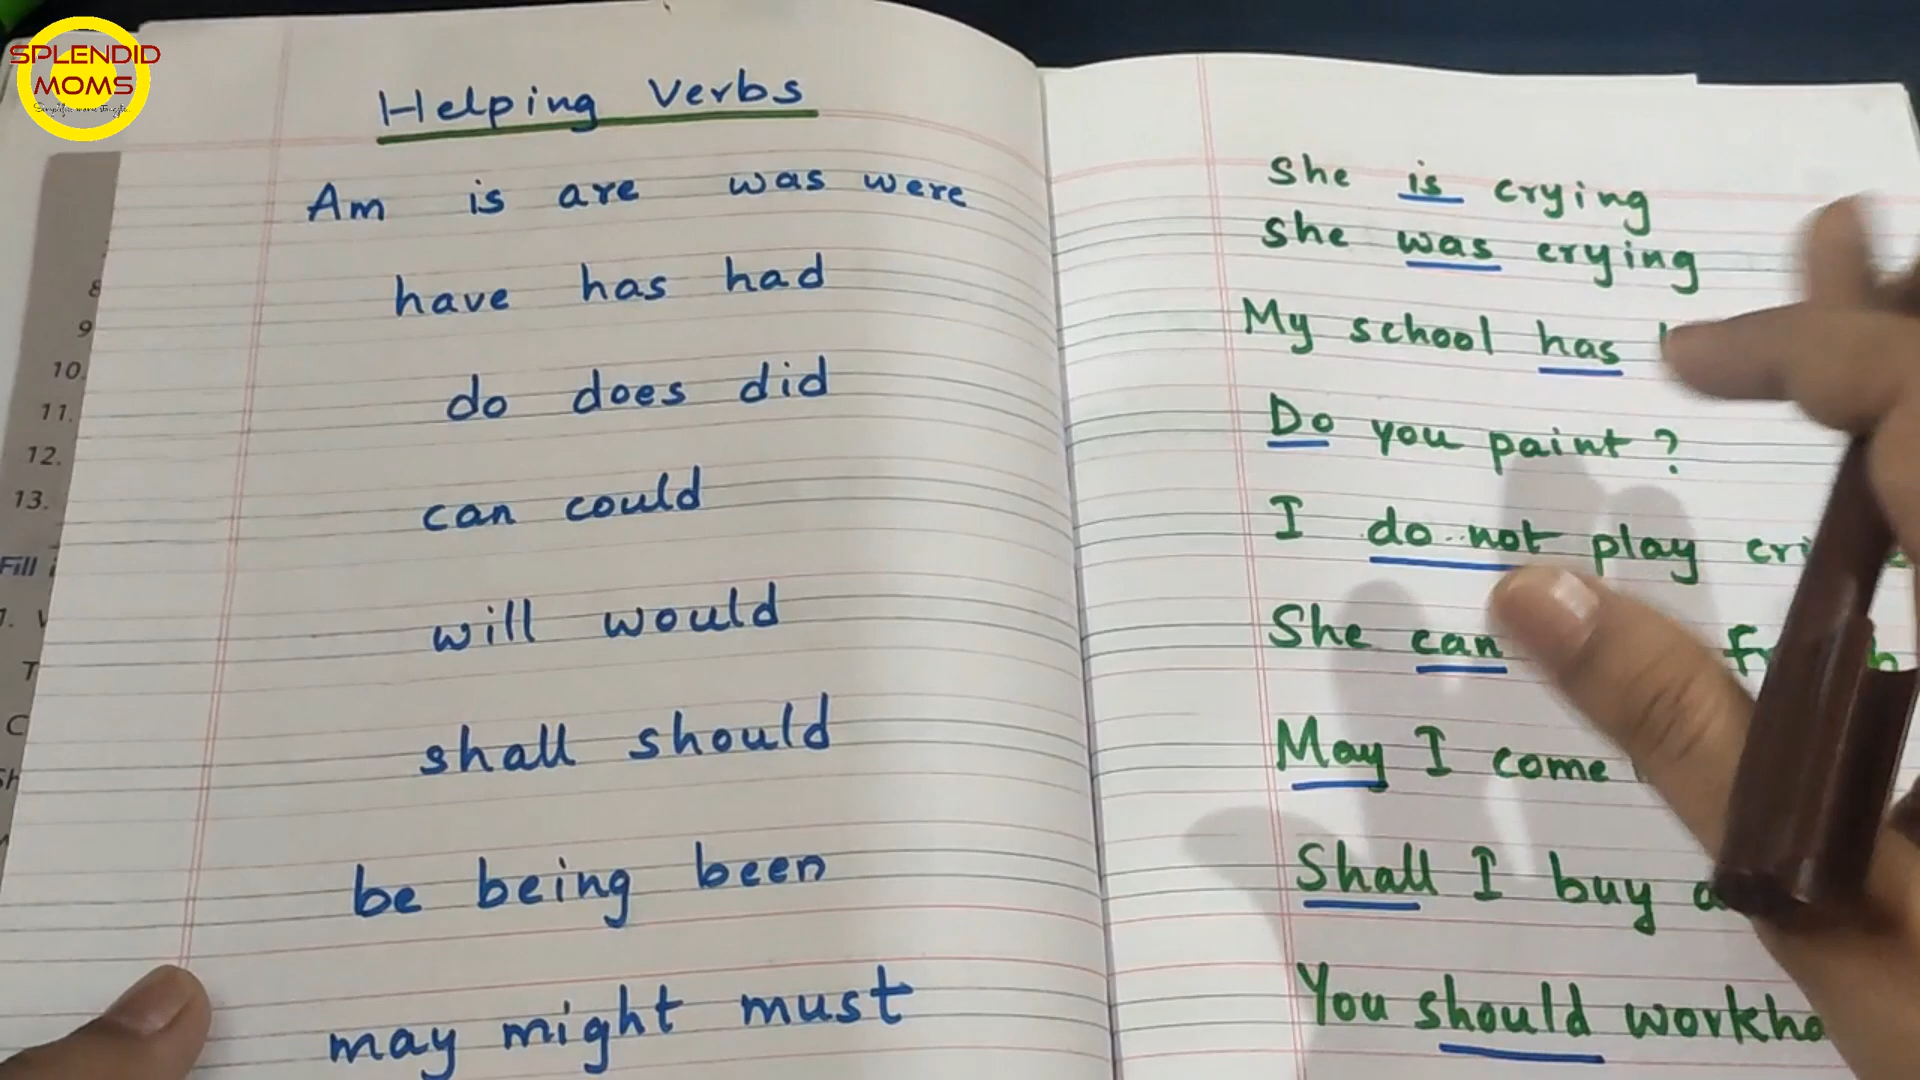 SPLENDID
MOMS
Helping Verbs
Am is are was were
have has had
do does did
can could
will would
shall should
be being been
may might must
8
9
10.
11.
12.
13.
Fill
She is crying
She was crying
My school has
Do you paint?
I do not play
She can
May I come
Shall I buy
You should